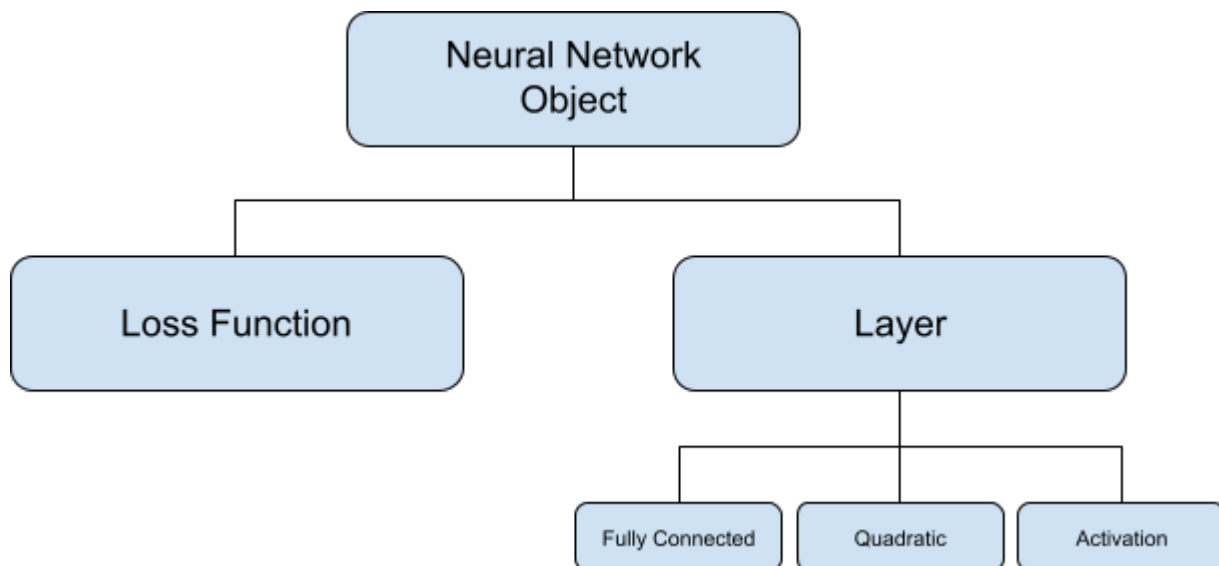 Neural Network
Object
Loss Function
Layer
Fully Connected
Quadratic
Activation